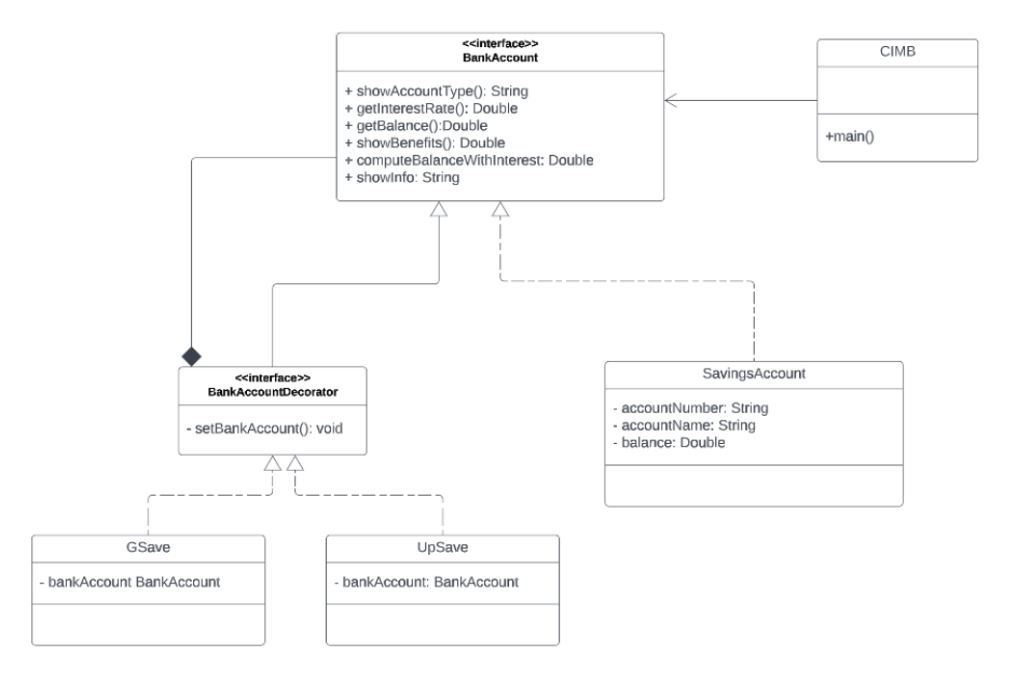 <<interface>>
BankAccount
+ showAccountType(): String
+ getInterestRate(): Double
+ getBalance():Double
+ showBenefits(): Double
+ computeBalanceWithInterest: Double
+ showInfo: String
CIMB
+main()
<<interface>>
BankAccountDecorator
- setBankAccount(): void
SavingsAccount
- accountNumber: String
- accountName: String
- balance: Double
GSave
- bankAccount BankAccount
UpSave
- bankAccount: BankAccount